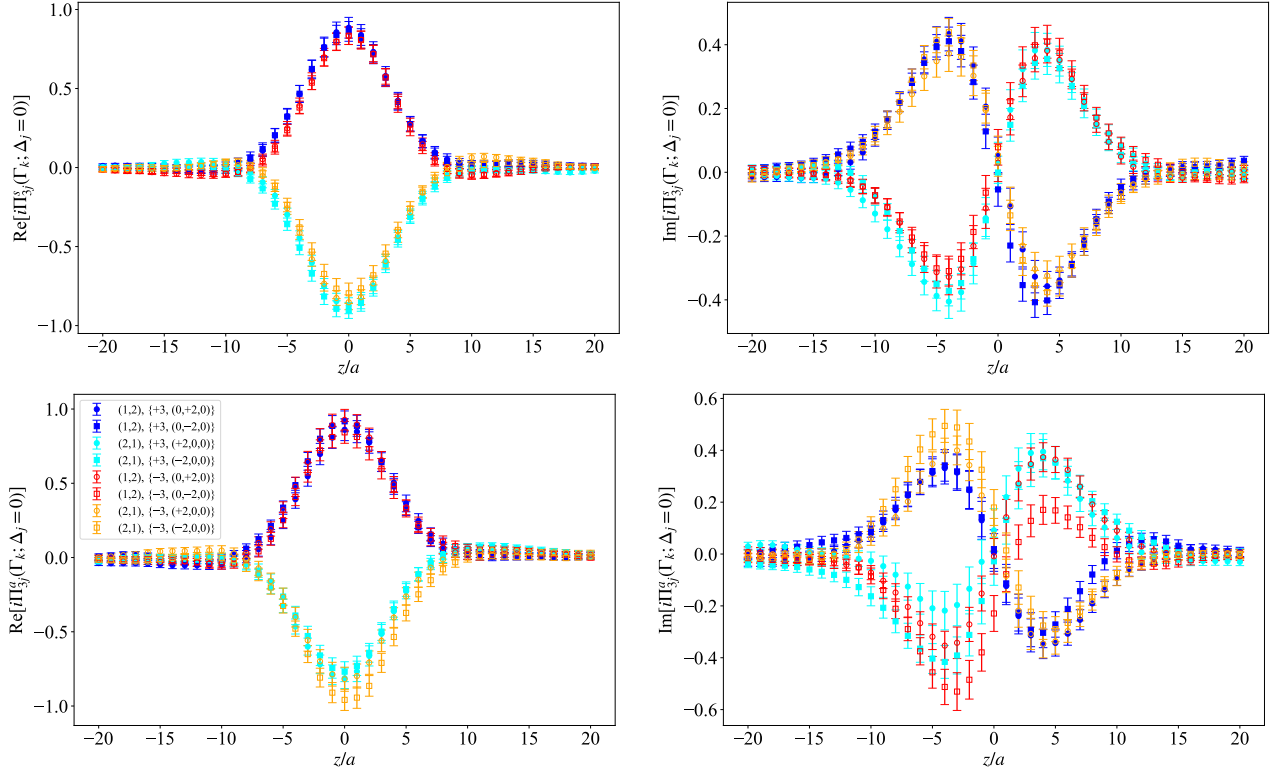 Re[iΠ^s_{3j}(Γ_k; Δ_j = 0)]
1.0
0.5
0.0
−0.5
−1.0
−20 −15 −10 −5 0 5 10 15 20
z/a
Im[iΠ^s_{3j}(Γ_k; Δ_j = 0)]
0.4
0.2
0.0
−0.2
−0.4
−20 −15 −10 −5 0 5 10 15 20
z/a
Re[iΠ^a_{3j}(Γ_k; Δ_j = 0)]
1.0
0.5
0.0
−0.5
−1.0
(1,2), {+3, (0,+2,0)}
(1,2), {+3, (0,−2,0)}
(2,1), {+3, (+2,0,0)}
(2,1), {+3, (−2,0,0)}
(1,2), {−3, (0,+2,0)}
(1,2), {−3, (0,−2,0)}
(2,1), {−3, (+2,0,0)}
(2,1), {−3, (−2,0,0)}
−20 −15 −10 −5 0 5 10 15 20
z/a
Im[iΠ^a_{3j}(Γ_k; Δ_j = 0)]
0.6
0.4
0.2
0.0
−0.2
−0.4
−0.6
−20 −15 −10 −5 0 5 10 15 20
z/a